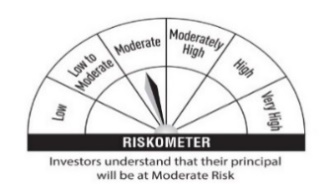 Low
Low to
Moderate
Moderate
Moderately
High
High
Very High
RISKOMETER
Investors understand that their principal
will be at Moderate Risk